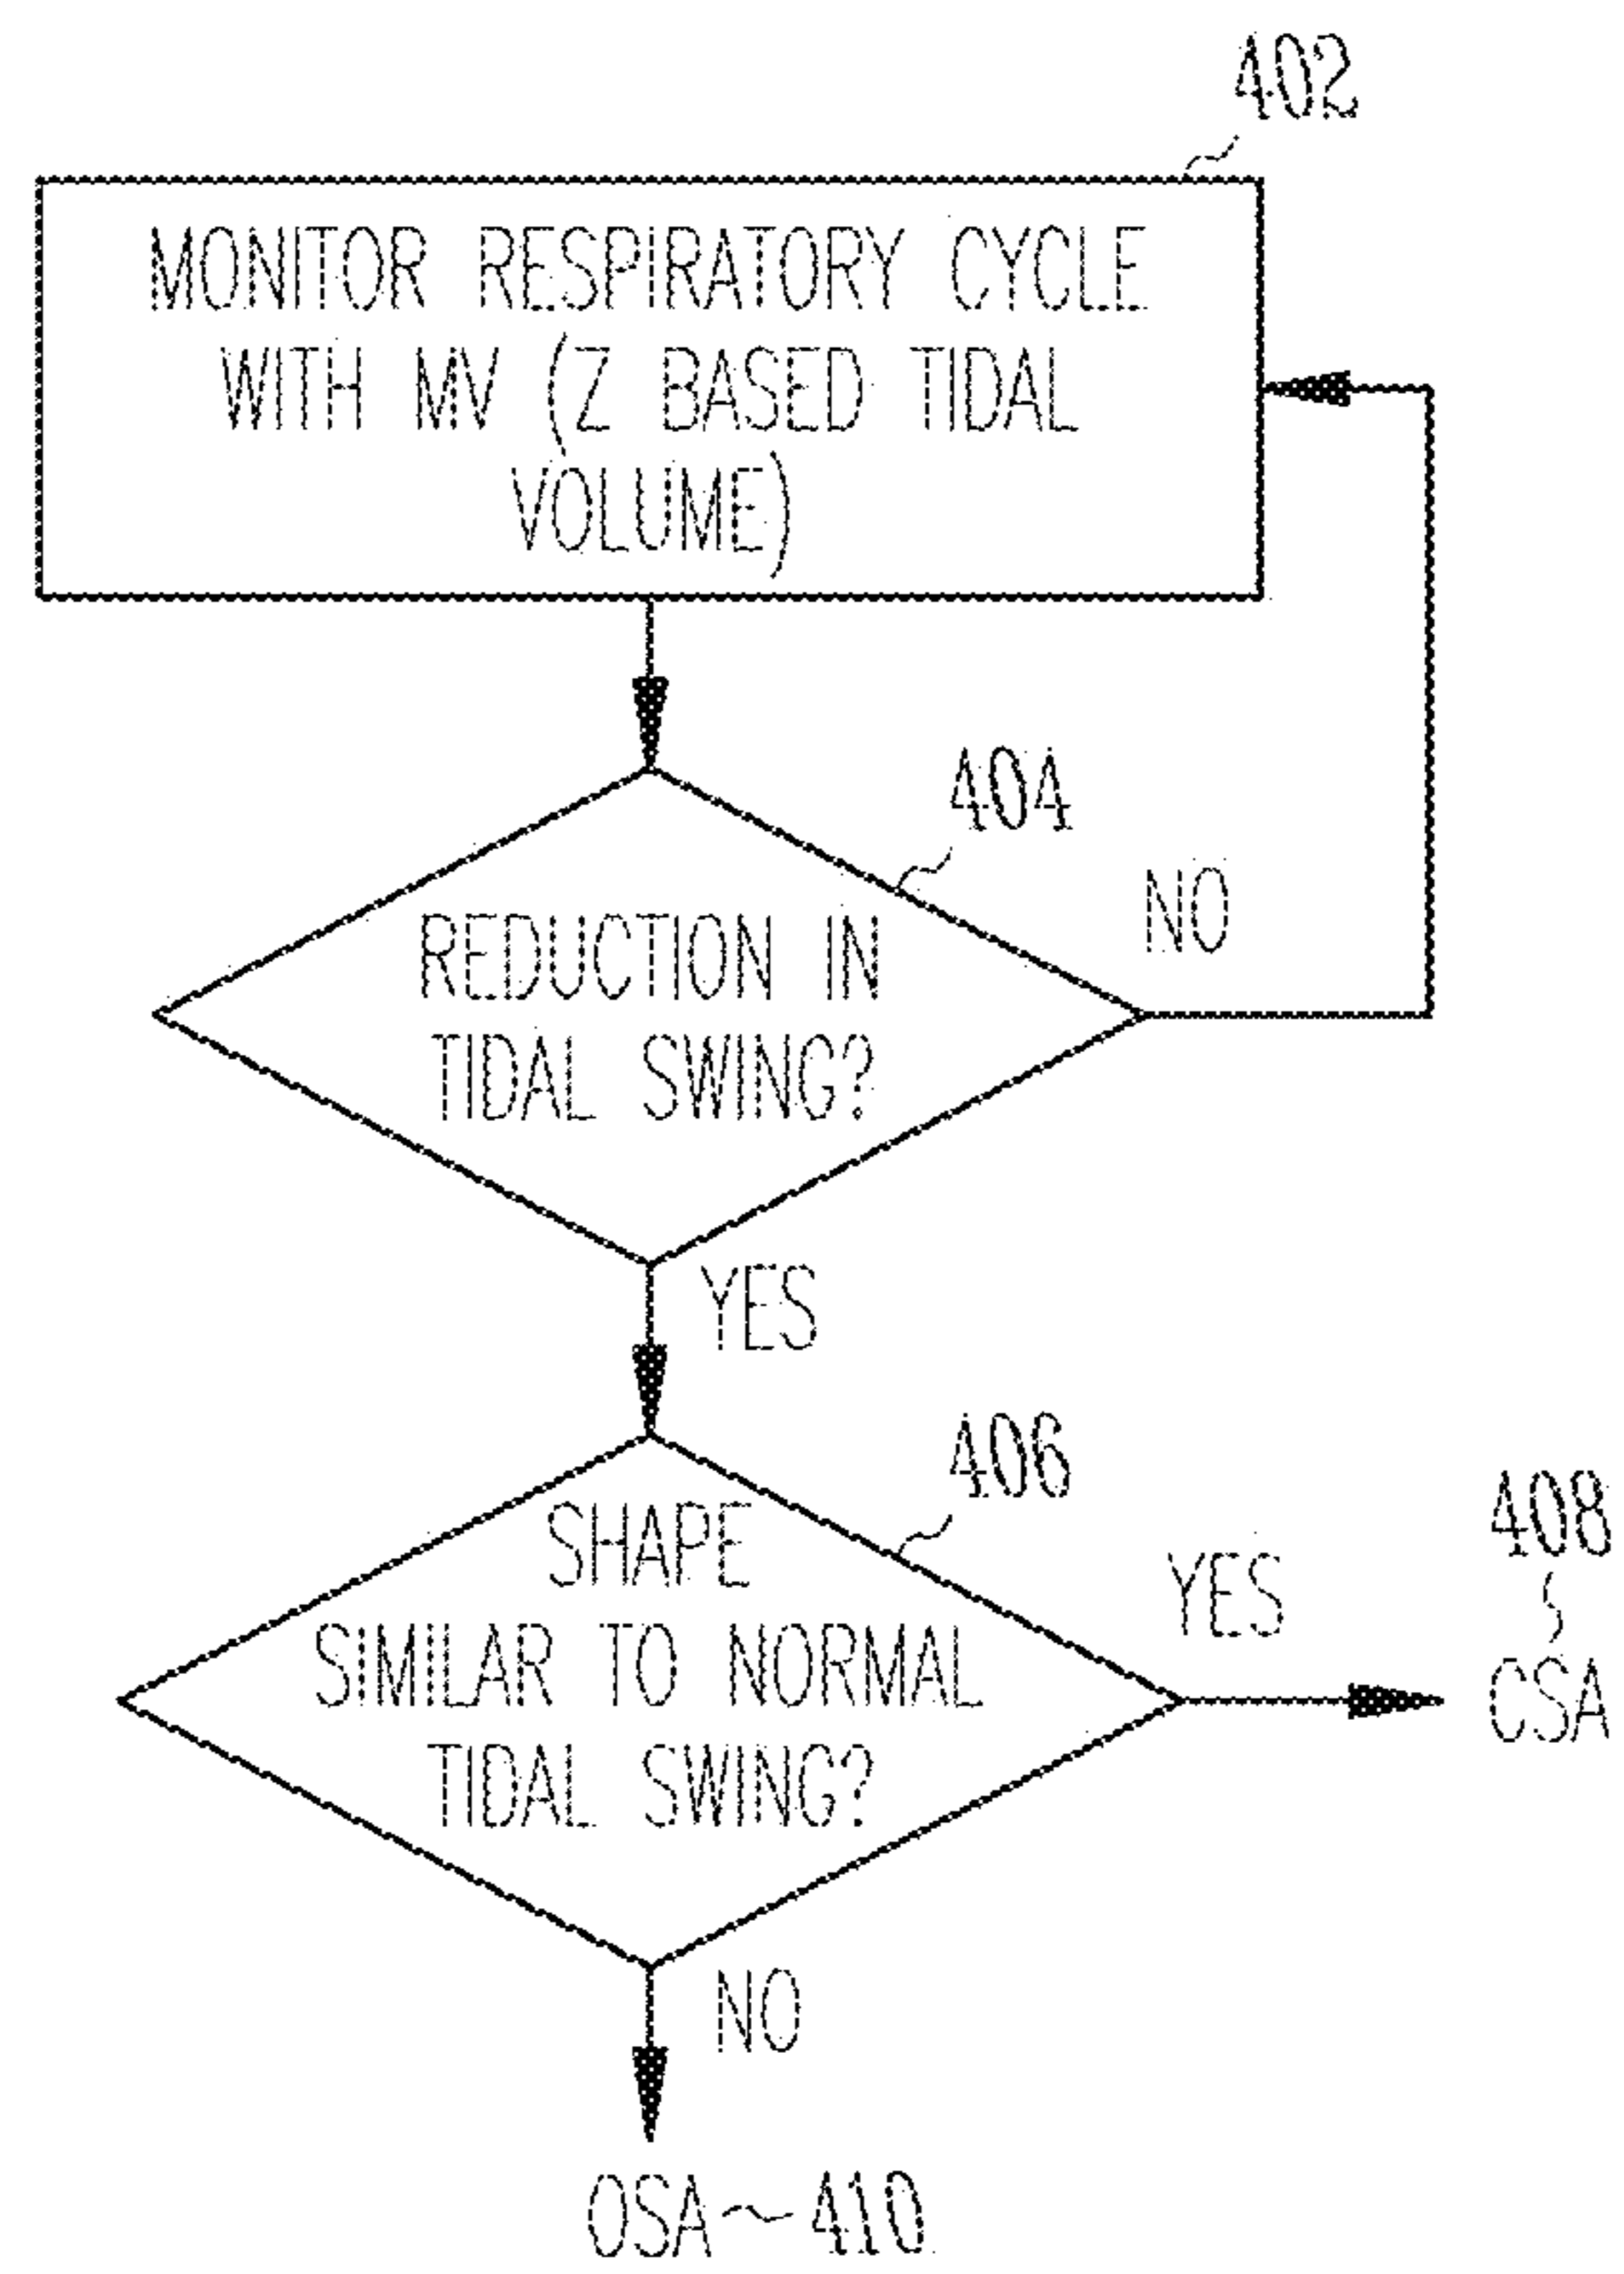 402
MONITOR RESPIRATORY CYCLE
WITH MV (Z BASED TIDAL
VOLUME)
404
NO
REDUCTION IN
TIDAL SWING?
YES
406
408
SHAPE
YES
SIMILAR TO NORMAL
CSA
TIDAL SWING?
NO
OSA~410